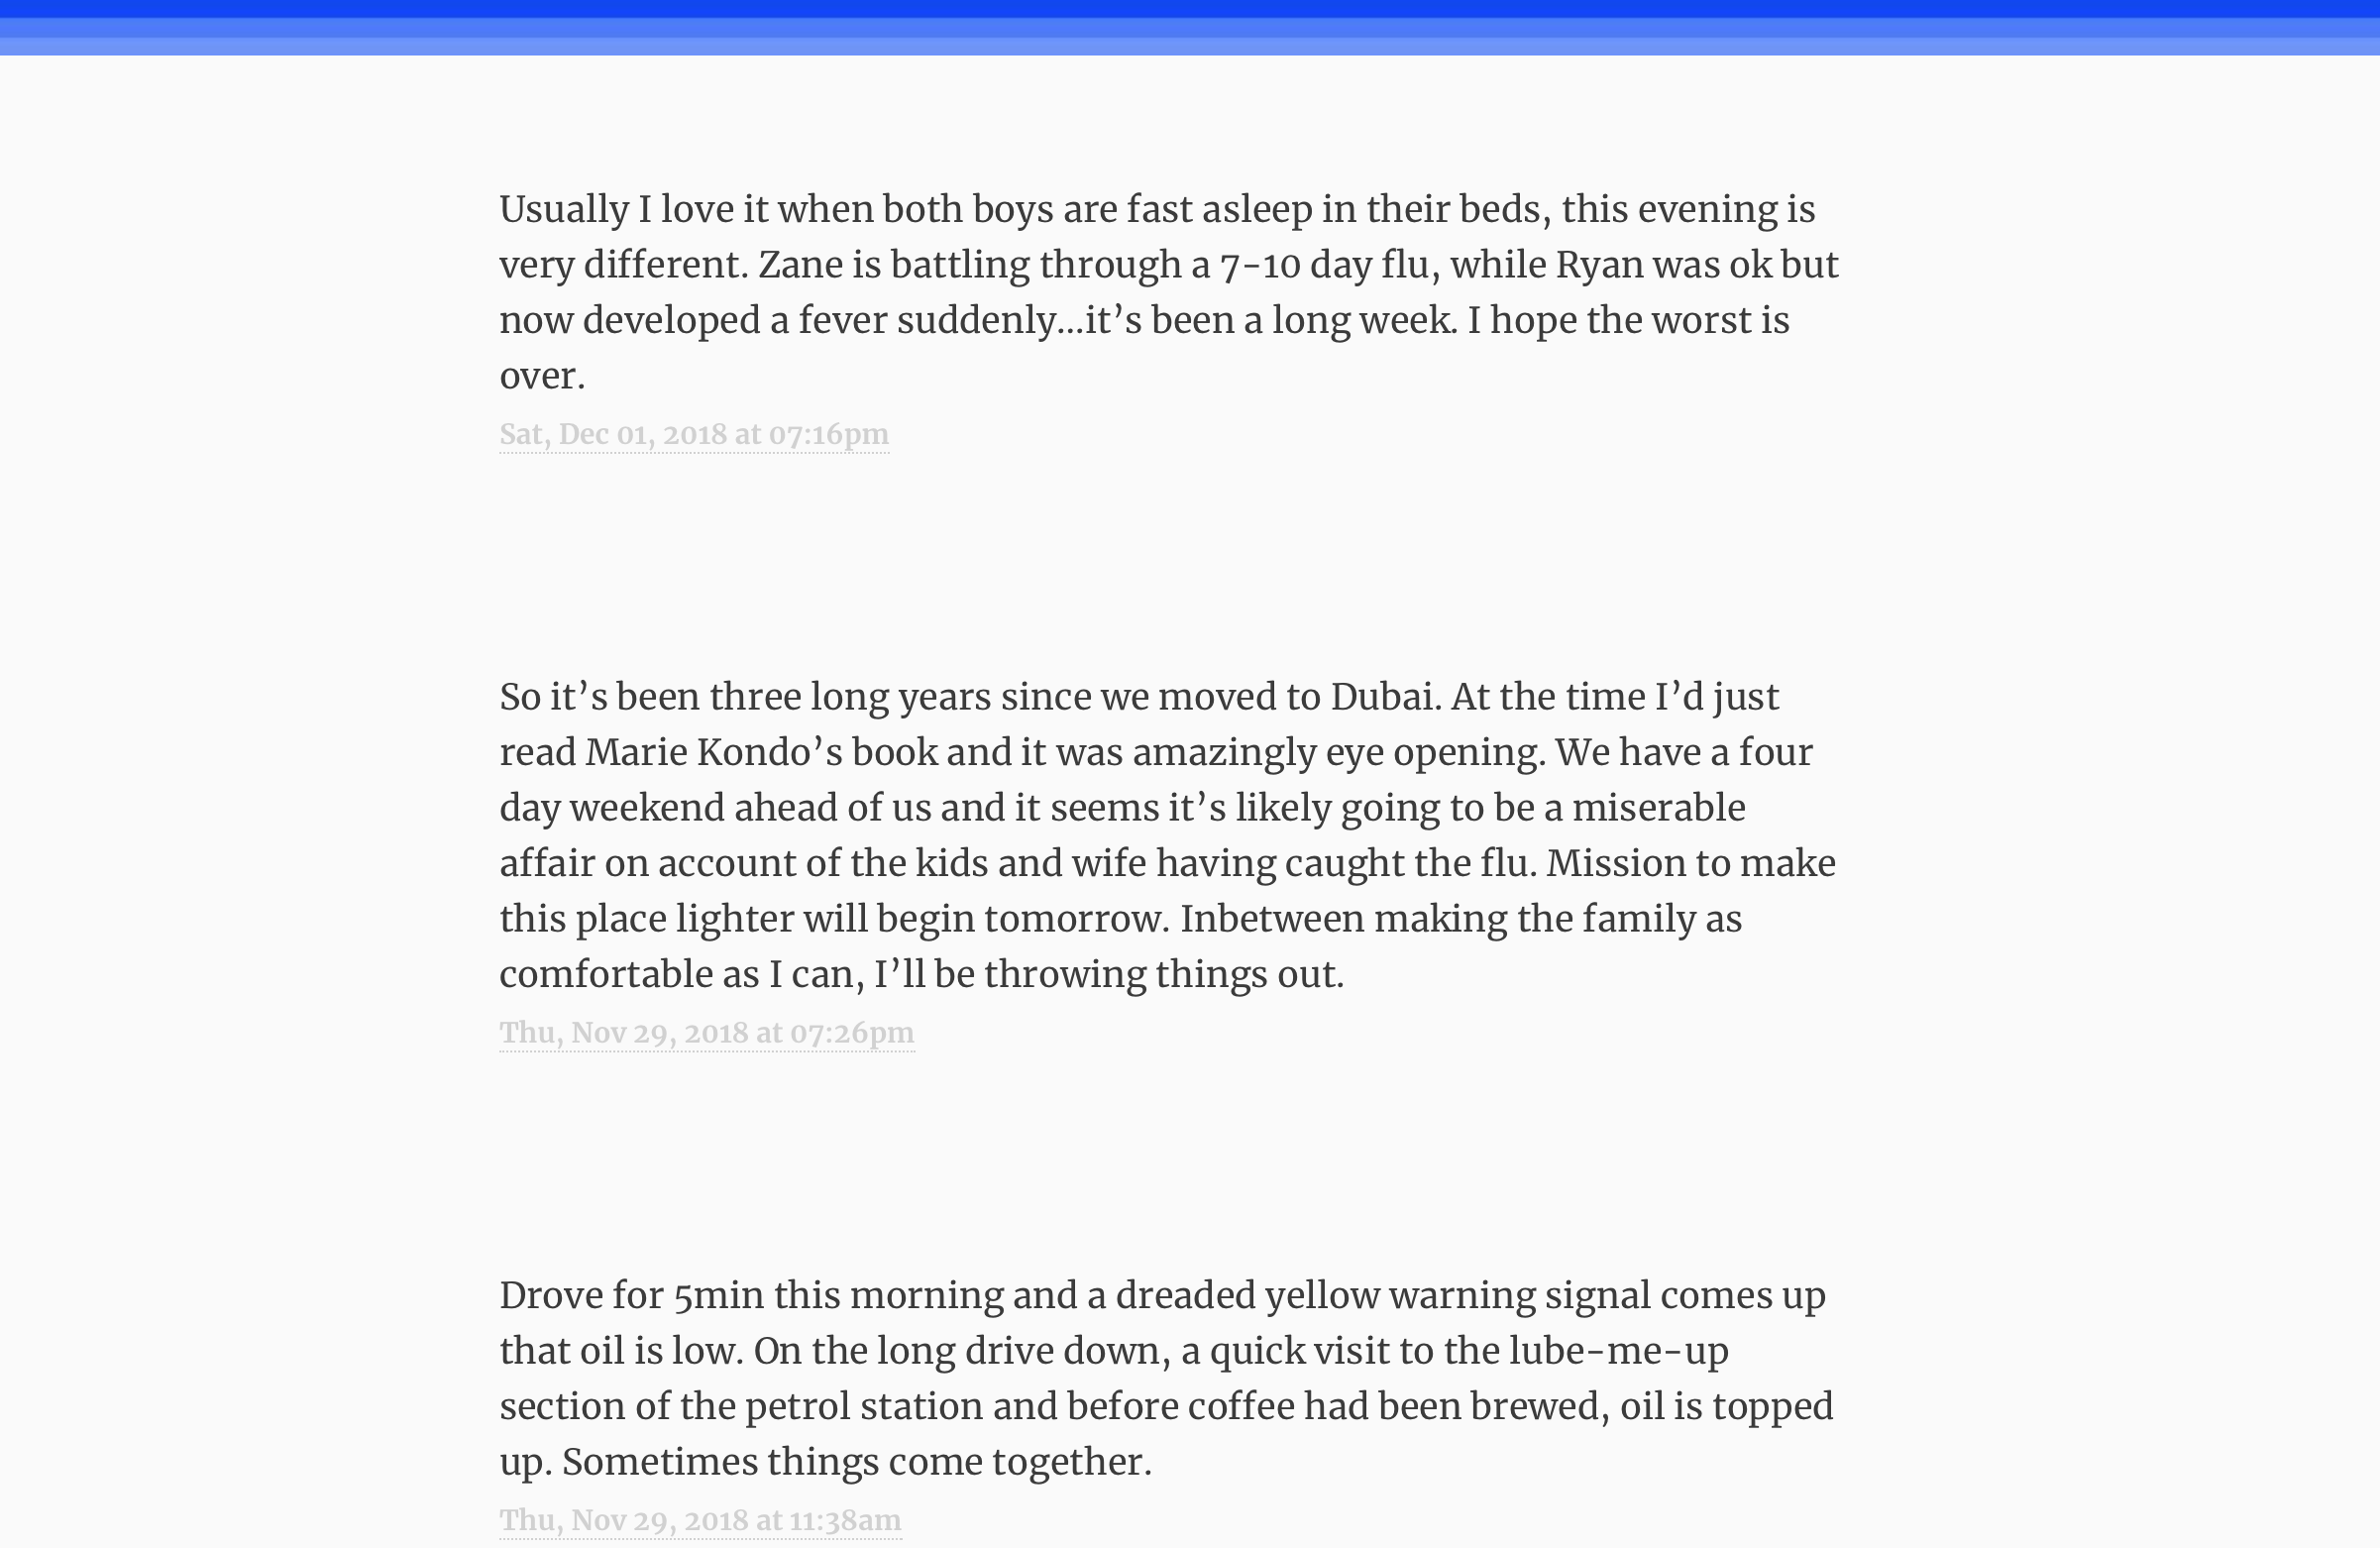 Usually I love it when both boys are fast asleep in their beds, this evening is
very different. Zane is battling through a 7-10 day flu, while Ryan was ok but
now developed a fever suddenly...it’s been a long week. I hope the worst is
over.
Sat, Dec 01, 2018 at 07:16pm
So it’s been three long years since we moved to Dubai. At the time I’d just
read Marie Kondo’s book and it was amazingly eye opening. We have a four
day weekend ahead of us and it seems it’s likely going to be a miserable
affair on account of the kids and wife having caught the flu. Mission to make
this place lighter will begin tomorrow. Inbetween making the family as
comfortable as I can, I’ll be throwing things out.
Thu, Nov 29, 2018 at 07:26pm
Drove for 5min this morning and a dreaded yellow warning signal comes up
that oil is low. On the long drive down, a quick visit to the lube-me-up
section of the petrol station and before coffee had been brewed, oil is topped
up. Sometimes things come together.
Thu, Nov 29, 2018 at 11:38am